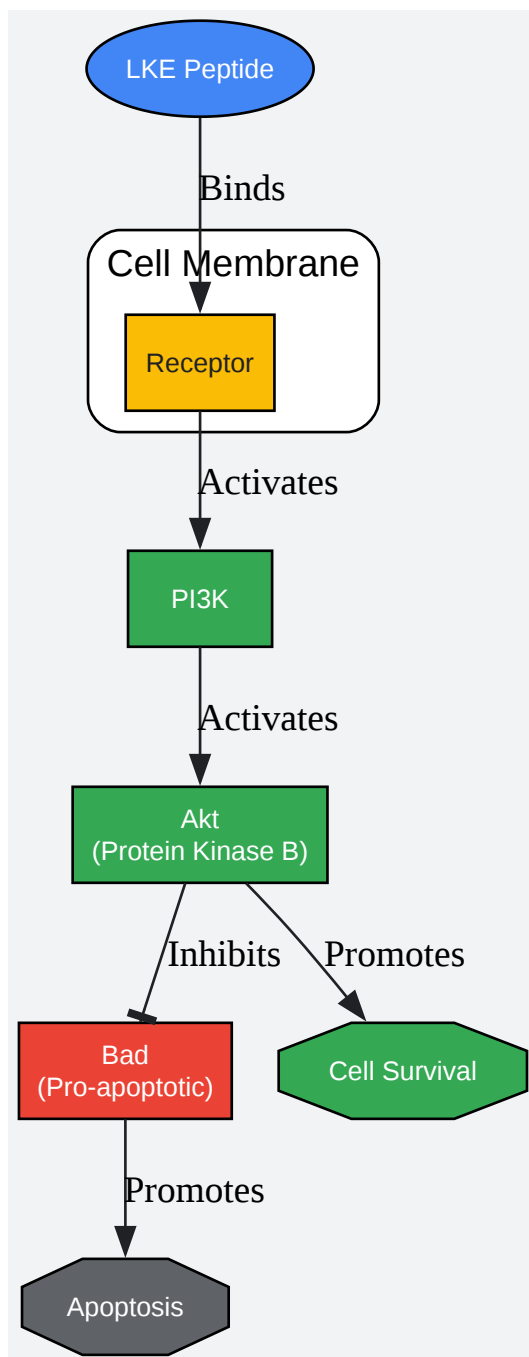 LKE Peptide
Binds
Cell Membrane
Receptor
Activates
PI3K
Activates
Akt
(Protein Kinase B)
Inhibits
Promotes
Bad
(Pro-apoptotic)
Cell Survival
Promotes
Apoptosis